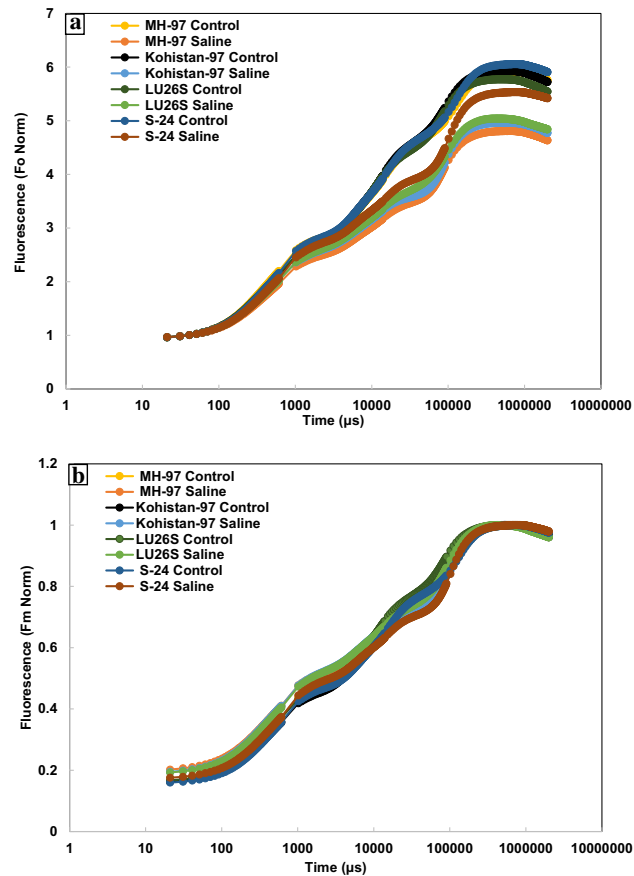 a
MH-97 Control
MH-97 Saline
Kohistan-97 Control
Kohistan-97 Saline
LU26S Control
LU26S Saline
S-24 Control
S-24 Saline
Fluorescence (Fo Norm)
7
6
5
4
3
2
1
0
1 10 100 1000 10000 100000 1000000 10000000
Time (µs)
b
MH-97 Control
MH-97 Saline
Kohistan-97 Control
Kohistan-97 Saline
LU26S Control
LU26S Saline
S-24 Control
S-24 Saline
Fluorescence (Fm Norm)
1.2
1
0.8
0.6
0.4
0.2
0
1 10 100 1000 10000 100000 1000000 10000000
Time (µs)